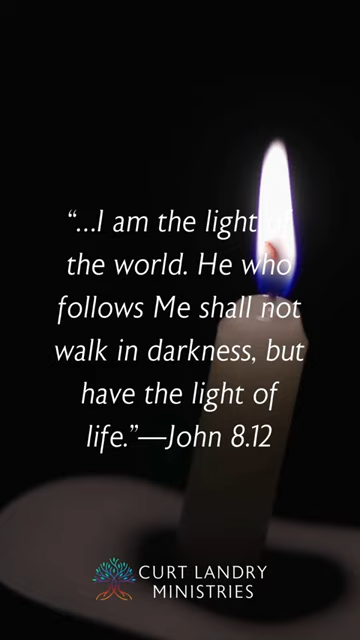 “...I am the light of
the world. He who
follows Me shall not
walk in darkness, but
have the light of
life.”—John 8.12
CURT LANDRY
MINISTRIES